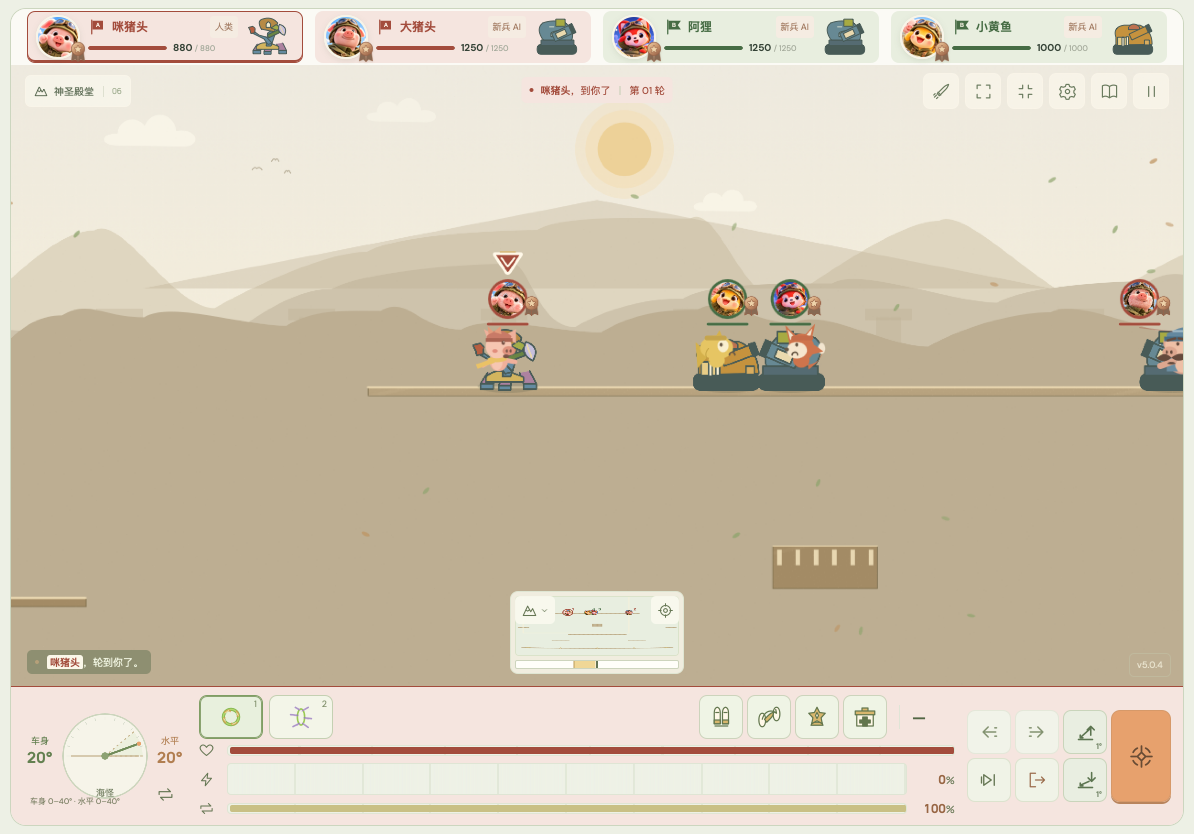 咪猪头 人类
880 / 880
大猪头 新兵 AI
1250 / 1250
阿狸 新兵 AI
1250 / 1250
小黄鱼 新兵 AI
1000 / 1000
神圣殿堂 06
咪猪头，到你了 第 01 轮
咪猪头，轮到你了。
v5.0.4
1
2
车身
20°
水平
20°
海怪
车身 0–40° · 水平 0–40°
0%
100%
1°
1°